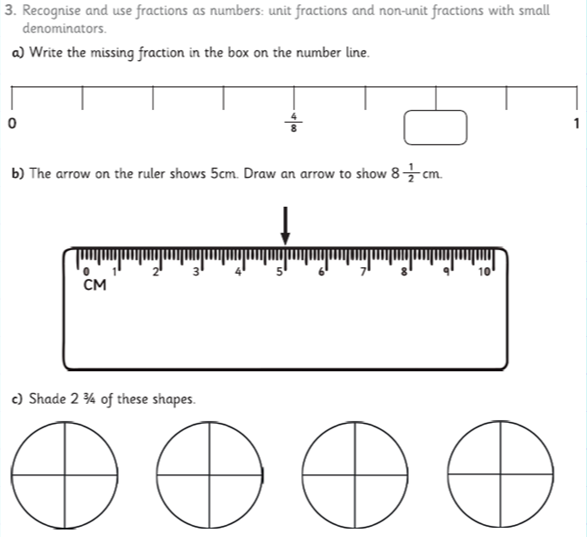 3. Recognise and use fractions as numbers: unit fractions and non-unit fractions with small
denominators.
a) Write the missing fraction in the box on the number line.
0 4/8 1
b) The arrow on the ruler shows 5cm. Draw an arrow to show 8 1/2 cm.
0 1 2 3 4 5 6 7 8 9 10
CM
c) Shade 2 ¾ of these shapes.